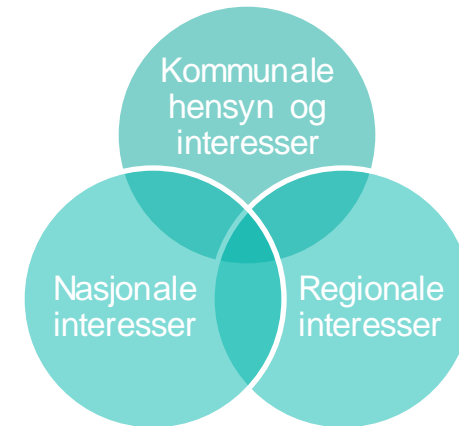 Kommunale
hensyn og
interesser
Nasjonale
interesser
Regionale
interesser